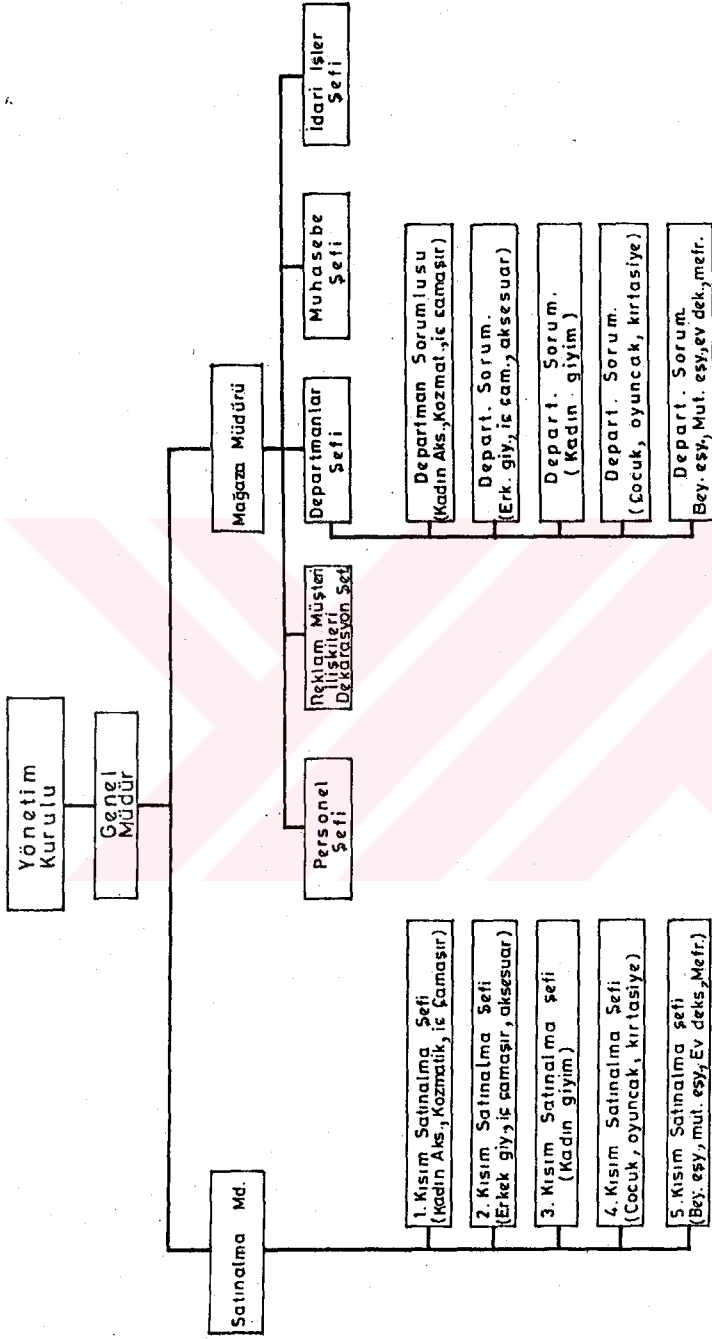 Yönetim
Kurulu
Genel
Müdür
Satınalma Md.
1. Kısım Satınalma Şefi
(Kadın Aks., Kozmatik, iç Çamaşır)
2. Kısım Satınalma Şefi
(Erkek giy., iç çamaşır, aksesuar)
3. Kısım Satınalma Şefi
(Kadın giyim)
4. Kısım Satınalma Şefi
(Çocuk, oyuncak, kırtasiye)
5. Kısım Satınalma Şefi
(Bey. eşy., mut. eşy., Ev deks., Mefr.)
Mağaza Müdürü
Personel
Şefi
Reklam Müşteri
İlişkileri
Dekarasyon Şefi
Departmanlar
Şefi
Muhasebe
Şefi
İdari İşler
Şefi
Departman Sorumlusu
(Kadın Aks., Kozmat., iç çamaşır)
Depart. Sorum.
(Erk. giy., iç çam., aksesuar)
Depart. Sorum.
(Kadın giyim)
Depart. Sorum.
(Çocuk, oyuncak, kırtasiye)
Depart. Sorum.
Bey. eşy., Mut. eşy., ev dek., mefr.